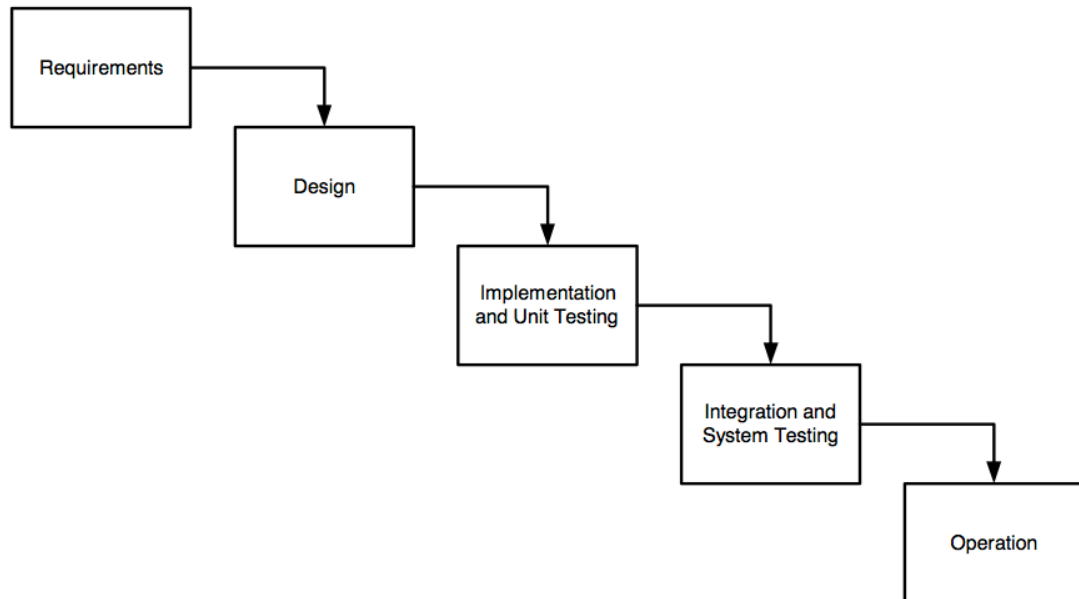 Requirements
Design
Implementation
and Unit Testing
Integration and
System Testing
Operation